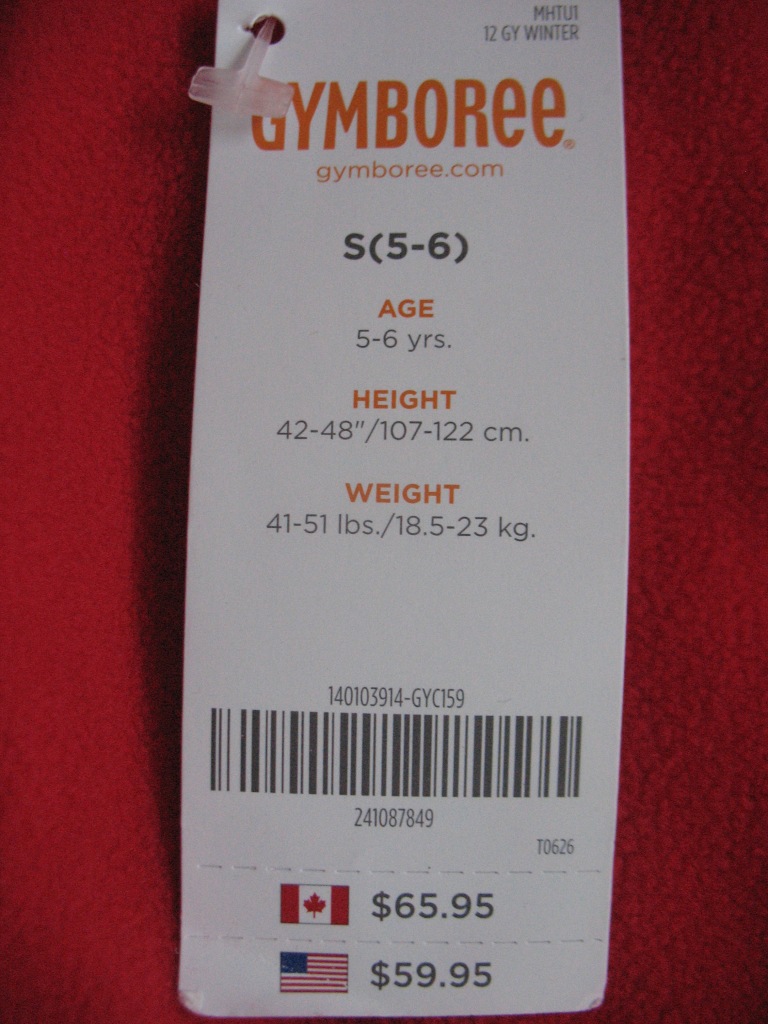 MHTU1
12 GY WINTER
GYMBOREE®
gymboree.com
S(5-6)
AGE
5-6 yrs.
HEIGHT
42-48"/107-122 cm.
WEIGHT
41-51 lbs./18.5-23 kg.
140103914-GYC159
241087849
T0626
$65.95
$59.95